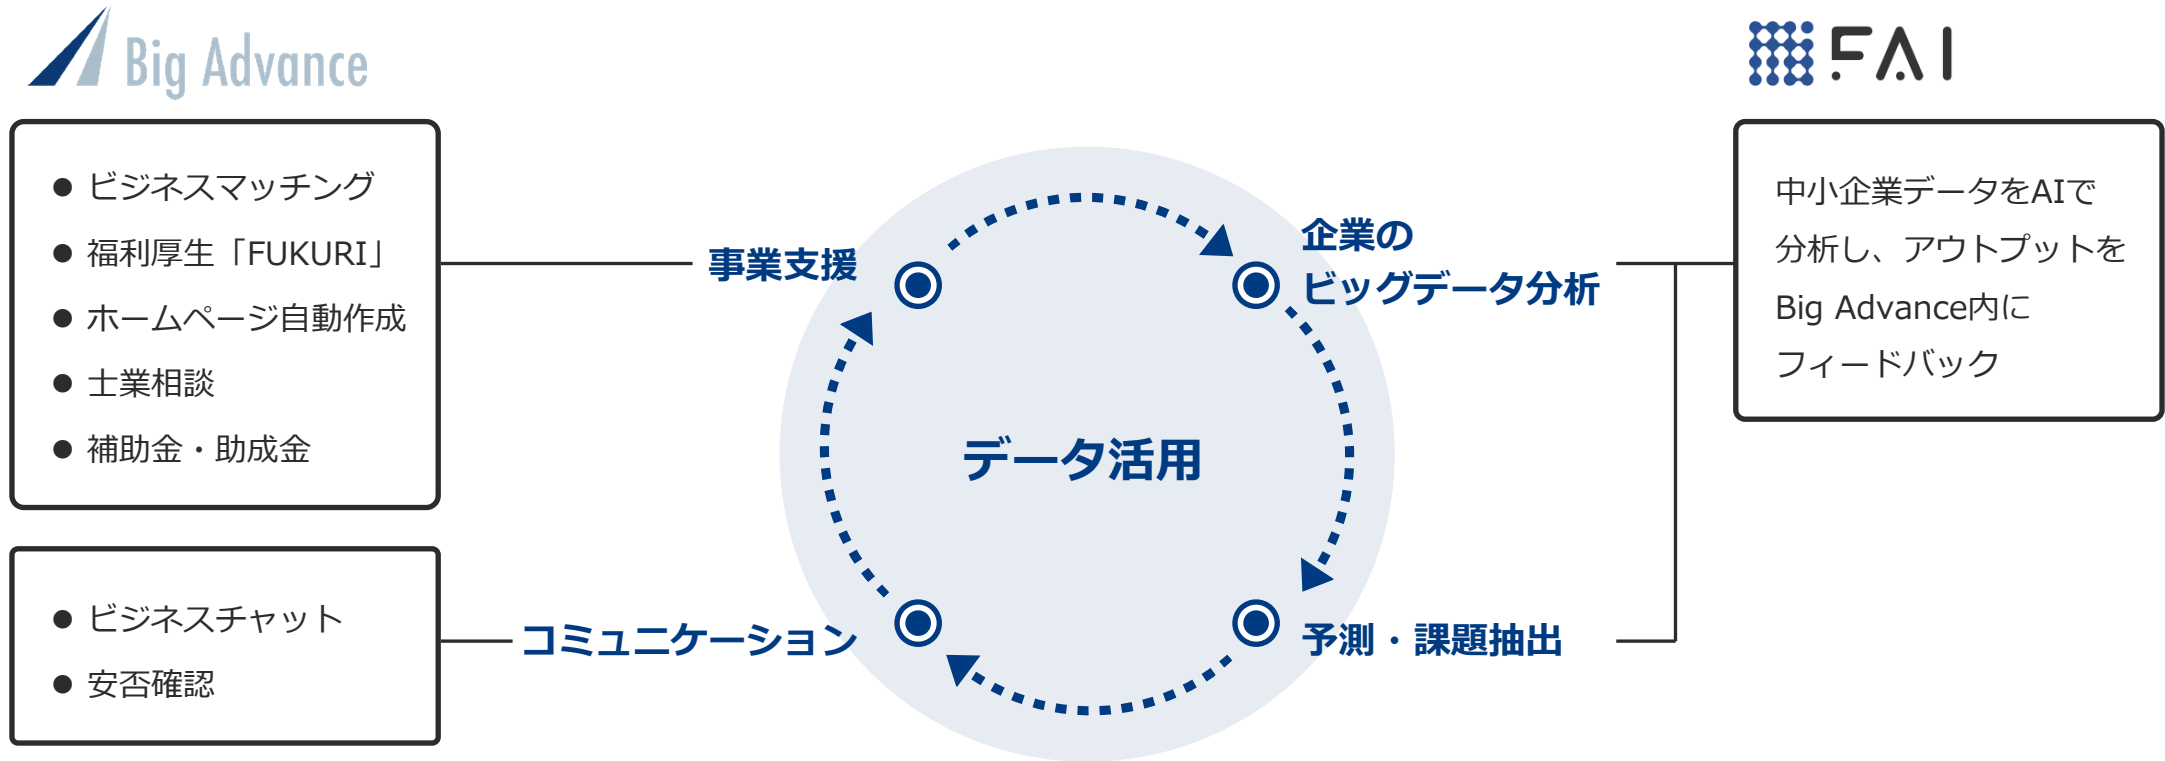 Big Advance
ビジネスマッチング
福利厚生「FUKURI」
ホームページ自動作成
士業相談
補助金・助成金
ビジネスチャット
安否確認
事業支援
コミュニケーション
データ活用
企業の
ビッグデータ分析
予測・課題抽出
FAI
中小企業データをAIで
分析し、アウトプットを
Big Advance内に
フィードバック